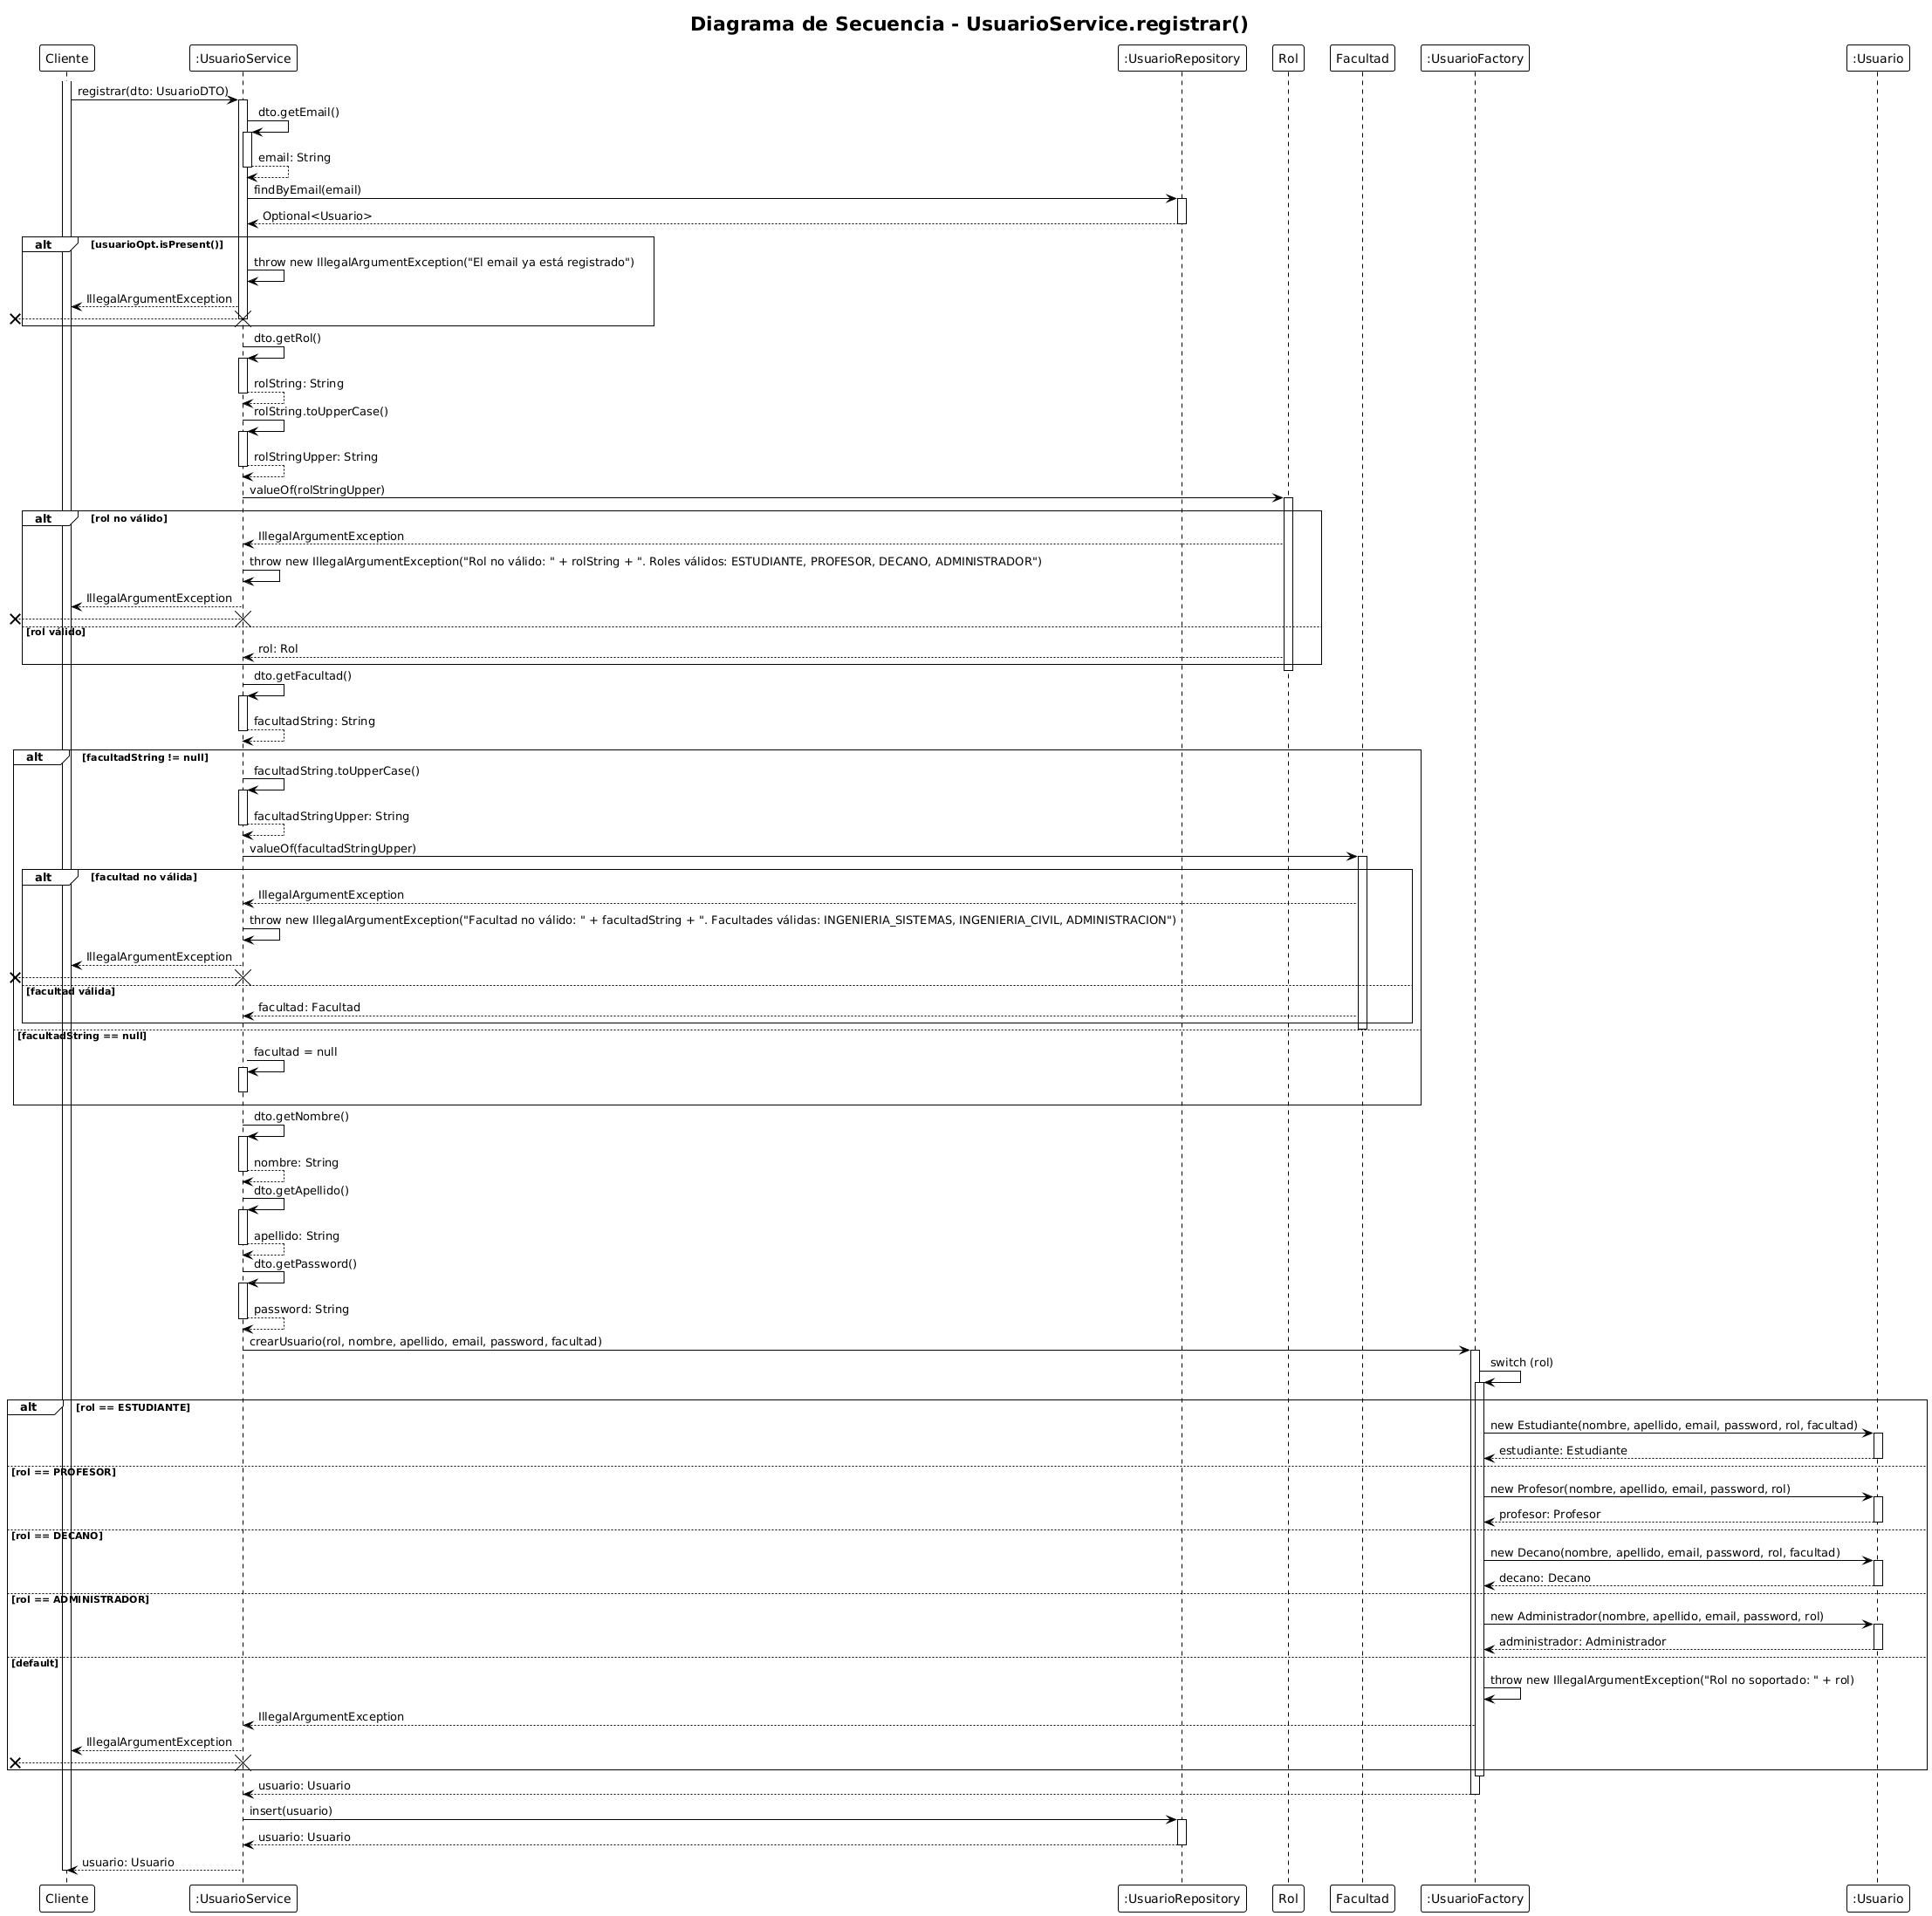 Diagrama de Secuencia - UsuarioService.registrar()
Cliente
:UsuarioService
:UsuarioRepository
Rol
Facultad
:UsuarioFactory
:Usuario
registrar(dto: UsuarioDTO)
dto.getEmail()
email: String
findByEmail(email)
Optional<Usuario>
alt
[usuarioOpt.isPresent()]
throw new IllegalArgumentException("El email ya está registrado")
IllegalArgumentException
dto.getRol()
rolString: String
rolString.toUpperCase()
rolStringUpper: String
valueOf(rolStringUpper)
alt
[rol no válido]
IllegalArgumentException
throw new IllegalArgumentException("Rol no válido: " + rolString + ". Roles válidos: ESTUDIANTE, PROFESOR, DECANO, ADMINISTRADOR")
IllegalArgumentException
[rol válido]
rol: Rol
dto.getFacultad()
facultadString: String
alt
[facultadString != null]
facultadString.toUpperCase()
facultadStringUpper: String
valueOf(facultadStringUpper)
alt
[facultad no válida]
IllegalArgumentException
throw new IllegalArgumentException("Facultad no válido: " + facultadString + ". Facultades válidas: INGENIERIA_SISTEMAS, INGENIERIA_CIVIL, ADMINISTRACION")
IllegalArgumentException
[facultad válida]
facultad: Facultad
[facultadString == null]
facultad = null
dto.getNombre()
nombre: String
dto.getApellido()
apellido: String
dto.getPassword()
password: String
crearUsuario(rol, nombre, apellido, email, password, facultad)
switch (rol)
alt
[rol == ESTUDIANTE]
new Estudiante(nombre, apellido, email, password, rol, facultad)
estudiante: Estudiante
[rol == PROFESOR]
new Profesor(nombre, apellido, email, password, rol)
profesor: Profesor
[rol == DECANO]
new Decano(nombre, apellido, email, password, rol, facultad)
decano: Decano
[rol == ADMINISTRADOR]
new Administrador(nombre, apellido, email, password, rol)
administrador: Administrador
[default]
throw new IllegalArgumentException("Rol no soportado: " + rol)
IllegalArgumentException
IllegalArgumentException
usuario: Usuario
insert(usuario)
usuario: Usuario
usuario: Usuario
Cliente
:UsuarioService
:UsuarioRepository
Rol
Facultad
:UsuarioFactory
:Usuario